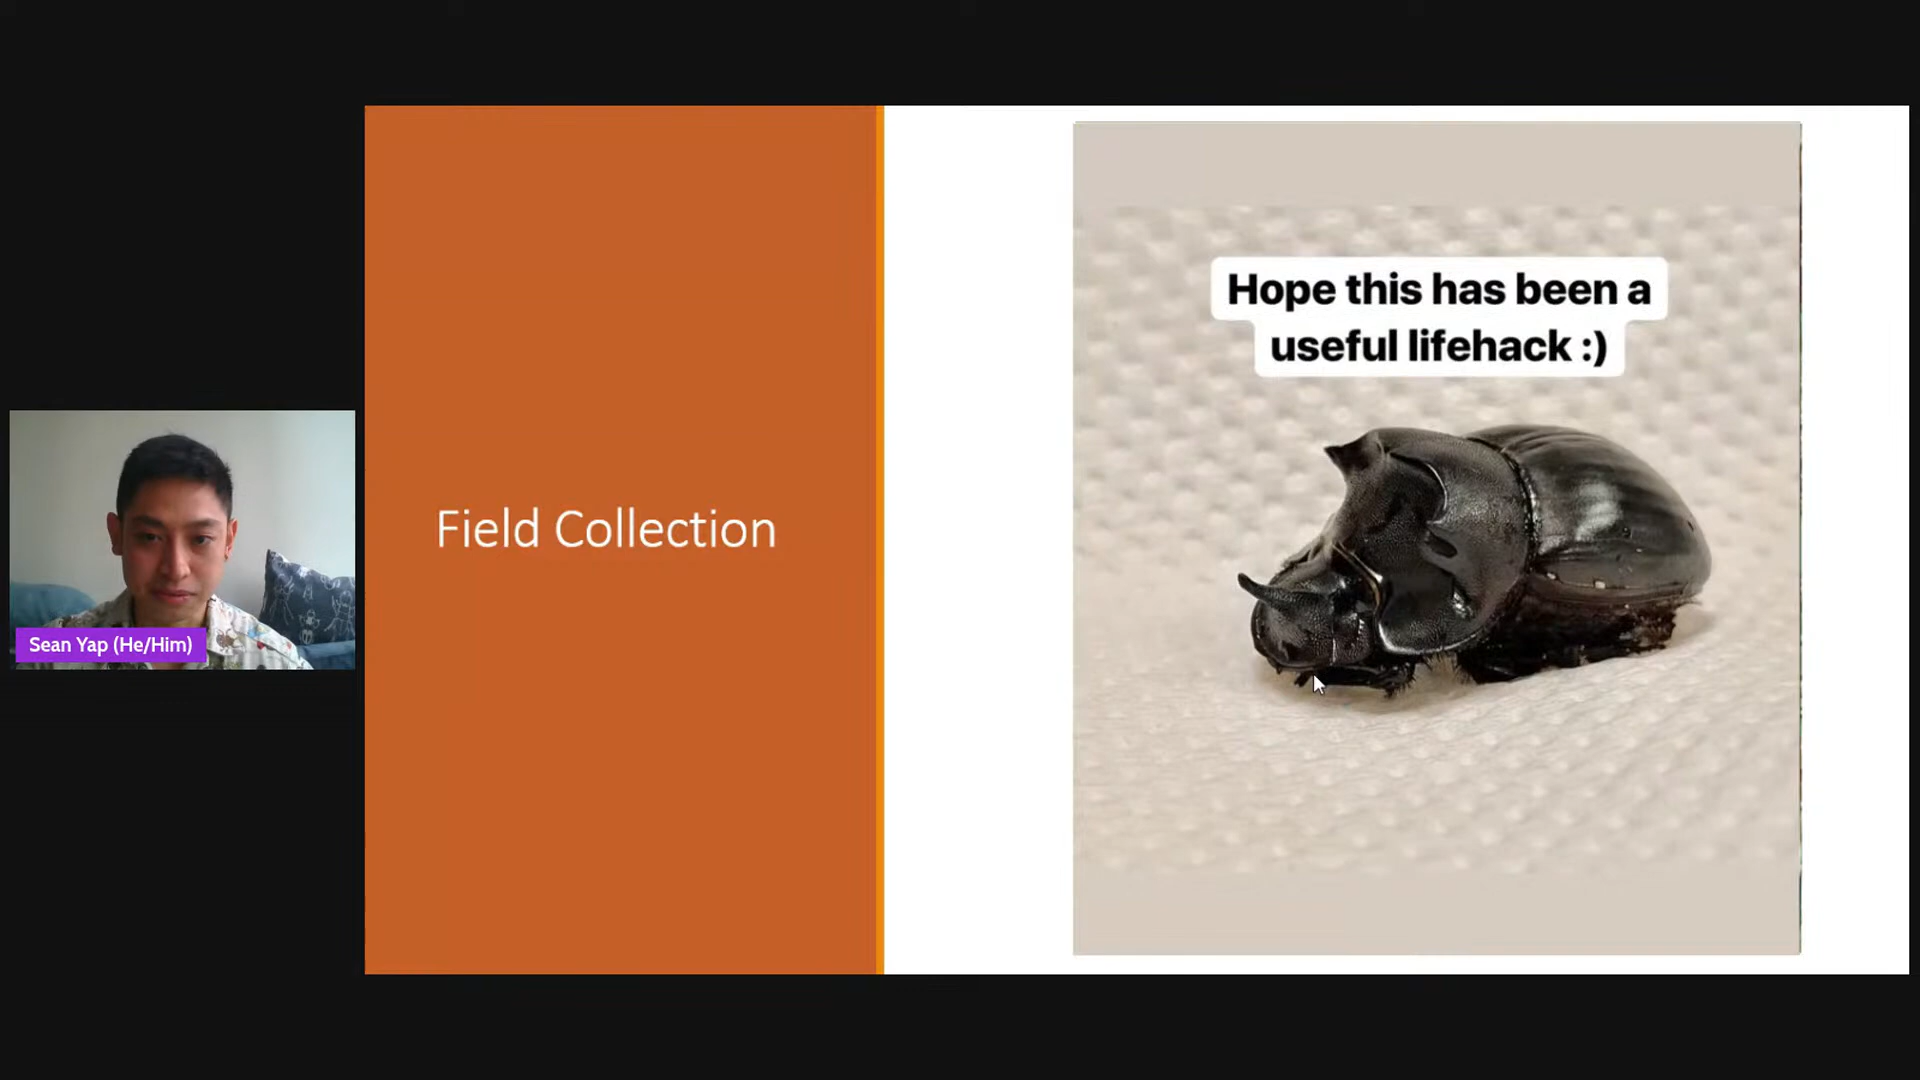 Field Collection
Hope this has been a
useful lifehack :)
Sean Yap (He/Him)